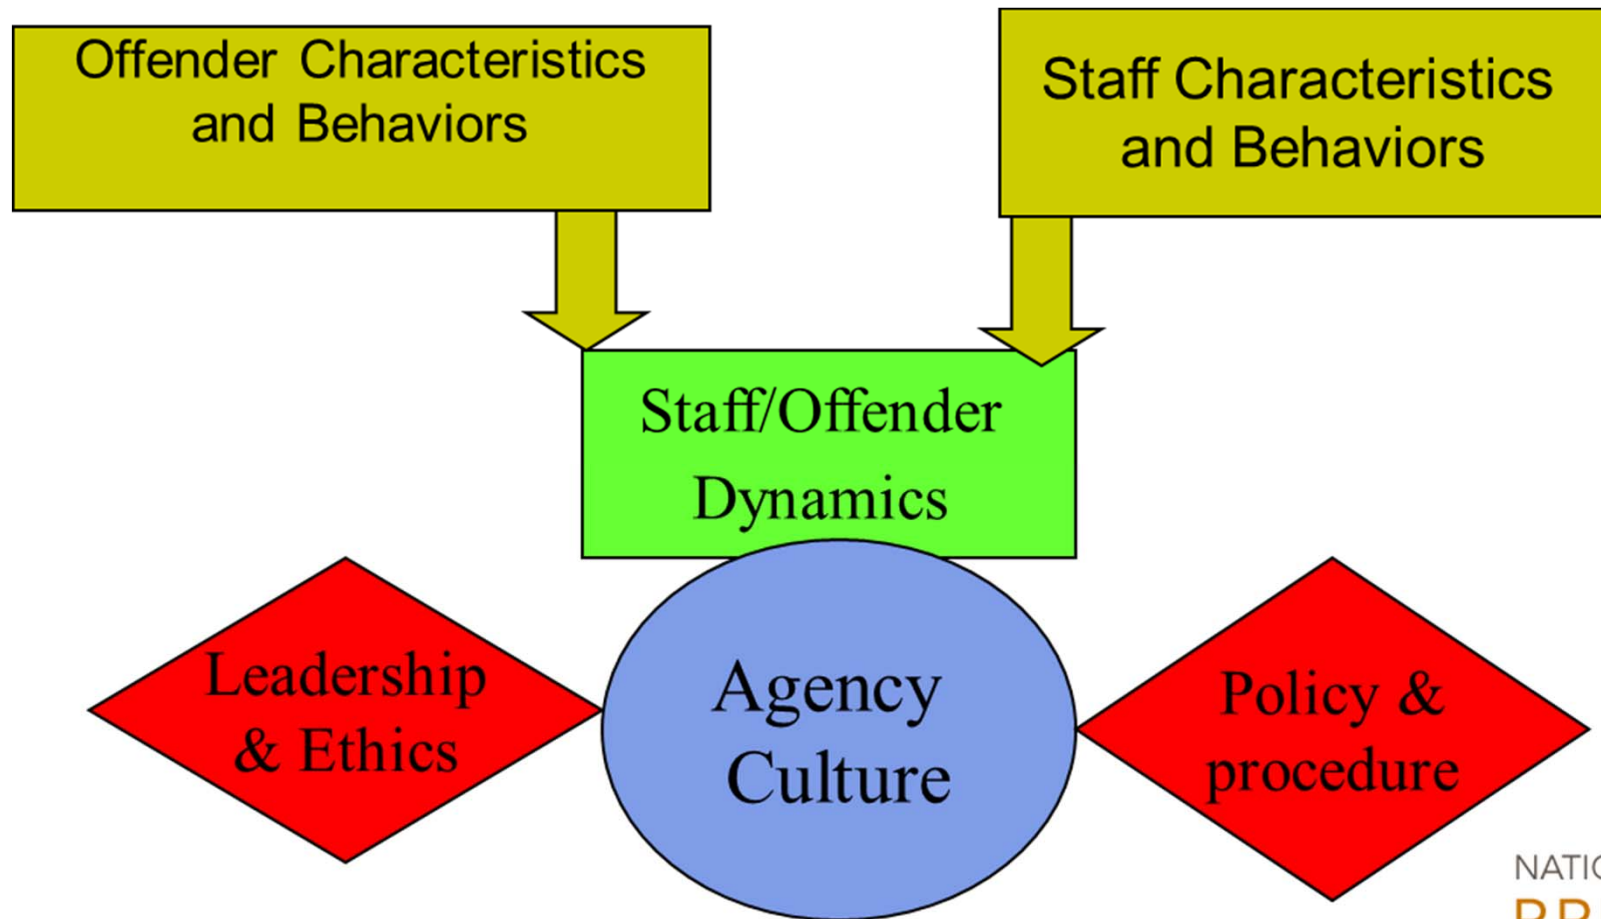 Offender Characteristics
and Behaviors
Staff Characteristics
and Behaviors
Staff/Offender
Dynamics
Leadership
& Ethics
Agency
Culture
Policy &
procedure